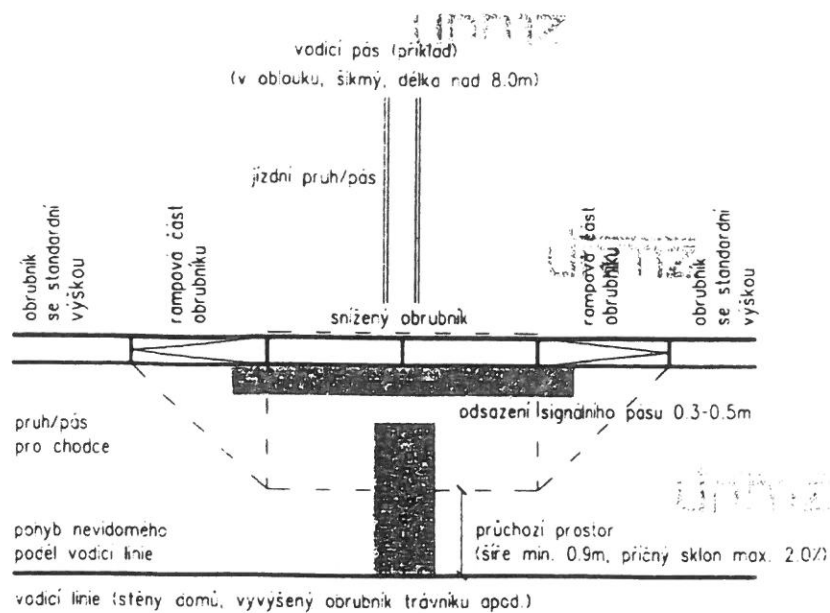 vodicí pás (příklad)
(v oblouku, šikmý, délka nad 8.0m)
jízdní pruh/pás
obrubník
se standardní
výškou
rampová část
obrubníku
snížený obrubník
rampová část
obrubníku
obrubník
se standardní
výškou
odsazení signálního pásu 0.3-0.5m
pruh/pás
pro chodce
pohyb nevidomého
podél vodicí linie
průchozí prostor
(šíře min. 0.9m, příčný sklon max. 2.0%)
vodicí linie (stěny domů, vyvýšený obrubník trávníku apod.)